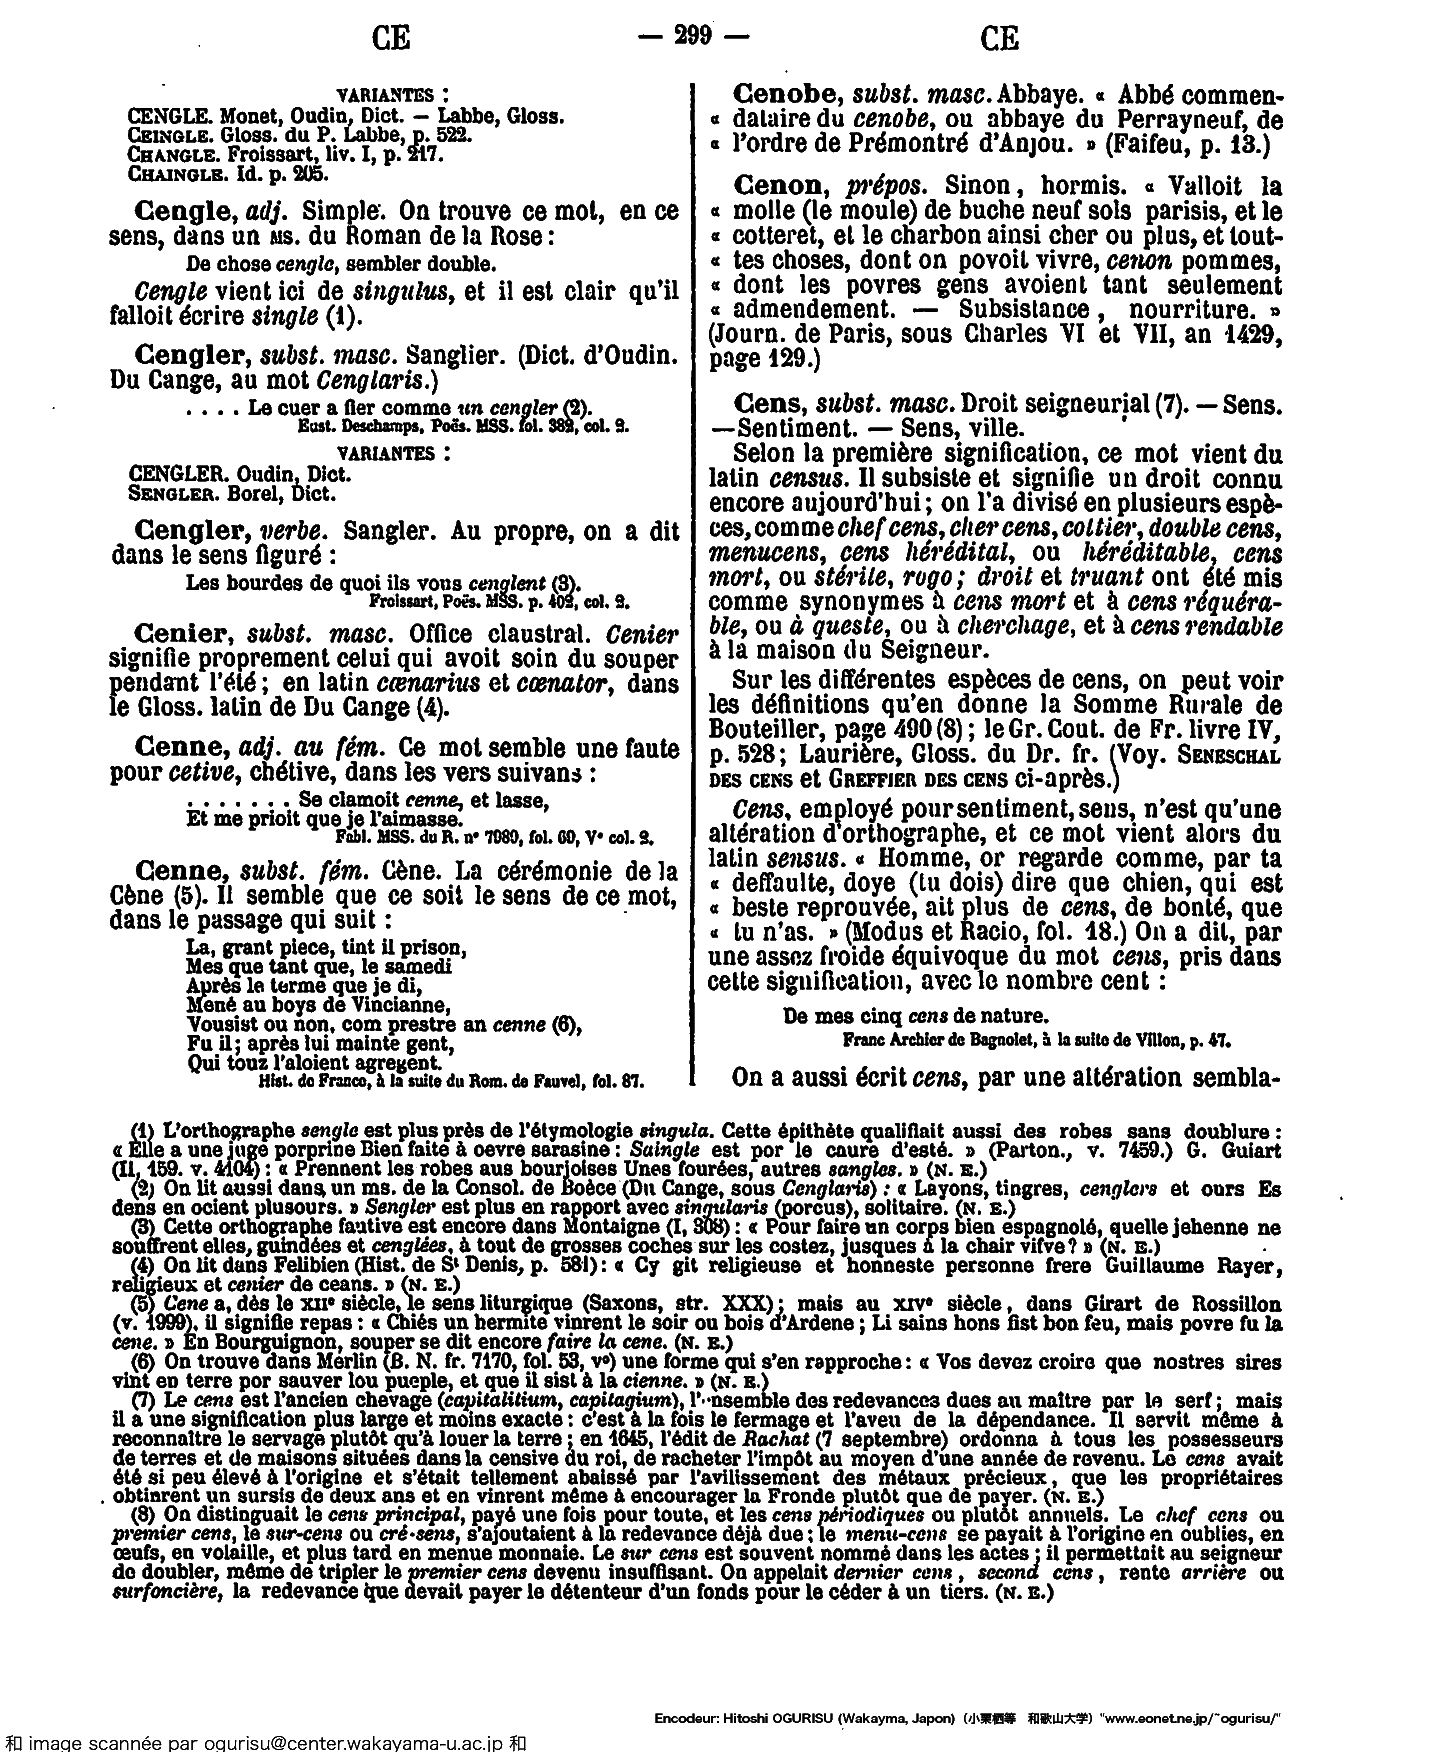 CE
— 299 —
CE
VARIANTES :
CENGLE. Monet, Oudin, Dict. — Labbe, Gloss.
CEINGLE. Gloss. du P. Labbe, p. 522.
CHANGLE. Froissart, liv. I, p. 217.
CHAINGLE. Id. p. 205.
Cengle, adj. Simple. On trouve ce mot, en ce
sens, dans un MS. du Roman de la Rose :
De chose cengle, sembler double.
Cengle vient ici de singulus, et il est clair qu'il
falloit écrire single (1).
Cengler, subst. masc. Sanglier. (Dict. d'Oudin.
Du Cange, au mot Cenglaris.)
. . . . Le cuer a fier comme un cengler (2).
Eust. Deschamps, Poës. MSS. fol. 382, col. 2.
VARIANTES :
CENGLER. Oudin, Dict.
SENGLER. Borel, Dict.
Cengler, verbe. Sangler. Au propre, on a dit
dans le sens figuré :
Les bourdes de quoi ils vous cenglent (3).
Froissart, Poës. MSS. p. 402, col. 2.
Cenier, subst. masc. Office claustral. Cenier
signifie proprement celui qui avoit soin du souper
pendant l'été ; en latin cœnarius et cœnator, dans
le Gloss. latin de Du Cange (4).
Cenne, adj. au fém. Ce mot semble une faute
pour cetive, chétive, dans les vers suivans :
. . . . . . . Se clamoit cenne, et lasse,
Et me prioit que je l'aimasse.
Fabl. MSS. du R. n° 7989, fol. 69, V° col. 2.
Cenne, subst. fém. Cène. La cérémonie de la
Cène (5). Il semble que ce soit le sens de ce mot,
dans le passage qui suit :
La, grant piece, tint il prison,
Mes que tant que, le samedi
Après le terme que je di,
Mené au boys de Vincianne,
Vousist ou non, com prestre an cenne (6),
Fu il ; après lui mainte gent,
Qui touz l'aloient agregent.
Hist. de France, à la suite du Rom. de Fauvel, fol. 87.
Cenobe, subst. masc. Abbaye. « Abbé commen-
« dataire du cenobe, ou abbaye du Perrayneuf, de
« l'ordre de Prémontré d'Anjou. » (Faifeu, p. 13.)
Cenon, prépos. Sinon, hormis. « Valloit la
« molle (le moule) de buche neuf sols parisis, et le
« cotteret, et le charbon ainsi cher ou plus, et tout-
« tes choses, dont on povoit vivre, cenon pommes,
« dont les povres gens avoient tant seulement
« admendement. — Subsistance, nourriture. »
(Journ. de Paris, sous Charles VI et VII, an 1429,
page 129.)
Cens, subst. masc. Droit seigneurial (7). — Sens.
— Sentiment. — Sens, ville.
Selon la première signification, ce mot vient du
latin census. Il subsiste et signifie un droit connu
encore aujourd'hui ; on l'a divisé en plusieurs espè-
ces, comme chef cens, cher cens, coltier, double cens,
menucens, cens hérédital, ou héréditable, cens
mort, ou stérile, rogo ; droit et truant ont été mis
comme synonymes à cens mort et à cens réquéra-
ble, ou à queste, ou à cherchage, et à cens rendable
à la maison du Seigneur.
Sur les différentes espèces de cens, on peut voir
les définitions qu'en donne la Somme Rurale de
Bouteiller, page 490 (8) ; le Gr. Cout. de Fr. livre IV,
p. 528 ; Laurière, Gloss. du Dr. fr. (Voy. SENESCHAL
DES CENS et GREFFIER DES CENS ci-après.)
Cens, employé pour sentiment, sens, n'est qu'une
altération d'orthographe, et ce mot vient alors du
latin sensus. « Homme, or regarde comme, par ta
« deffaulte, doye (tu dois) dire que chien, qui est
« beste reprouvée, ait plus de cens, de bonté, que
« tu n'as. » (Modus et Racio, fol. 18.) On a dit, par
une assez froide équivoque du mot cens, pris dans
cette signification, avec le nombre cent :
De mes cinq cens de nature.
Franc Archier de Bagnolet, à la suite de Villon, p. 47.
On a aussi écrit cens, par une altération sembla-
(1) L'orthographe sengle est plus près de l'étymologie singula. Cette épithète qualifiait aussi des robes sans doublure :
« Elle a une juge porprine Bien faite à oevre sarasine : Saingle est por le caure d'esté. » (Parton., v. 7459.) G. Guiart
(II, 159. v. 4104) : « Prennent les robes aus bourjoises Unes fourées, autres sangles. » (N. E.)
(2) On lit aussi dans un ms. de la Consol. de Boèce (Du Cange, sous Cenglaris) : « Layons, tingres, cenglers et ours Es
dens en ocient plusours. » Sengler est plus en rapport avec singularis (porcus), solitaire. (N. E.)
(3) Cette orthographe fautive est encore dans Montaigne (I, 308) : « Pour faire un corps bien espagnolé, quelle jehenne ne
souffrent elles, guindées et cenglées, à tout de grosses coches sur les costez, jusques à la chair vifve ? » (N. E.)
(4) On lit dans Felibien (Hist. de St Denis, p. 581) : « Cy git religieuse et honneste personne frere Guillaume Rayer,
religieux et cenier de ceans. » (N. E.)
(5) Cene a, dès le XIIe siècle, le sens liturgique (Saxons, str. XXX) ; mais au XIVe siècle, dans Girart de Rossillon
(v. 1999), il signifie repas : « Chiés un hermite vinrent le soir ou bois d'Ardene ; Li sains hons fist bon feu, mais povre fu la
cene. » En Bourguignon, souper se dit encore faire la cene. (N. E.)
(6) On trouve dans Merlin (B. N. fr. 7170, fol. 53, v°) une forme qui s'en rapproche : « Vos devez croire que nostres sires
vint en terre por sauver lou pueple, et que il sist à la cienne. » (N. E.)
(7) Le cens est l'ancien chevage (capitalitium, capitagium), l'ensemble des redevances dues au maître par le serf ; mais
il a une signification plus large et moins exacte : c'est à la fois le fermage et l'aveu de la dépendance. Il servit même à
reconnaître le servage plutôt qu'à louer la terre ; en 1645, l'édit de Rachat (7 septembre) ordonna à tous les possesseurs
de terres et de maisons situées dans la censive du roi, de racheter l'impôt au moyen d'une année de revenu. Le cens avait
été si peu élevé à l'origine et s'était tellement abaissé par l'avilissement des métaux précieux, que les propriétaires
obtinrent un sursis de deux ans et en vinrent même à encourager la Fronde plutôt que de payer. (N. E.)
(8) On distinguait le cens principal, payé une fois pour toute, et les cens périodiques ou plutôt annuels. Le chef cens ou
premier cens, le sur-cens ou cré-sens, s'ajoutaient à la redevance déjà due ; le menu-cens se payait à l'origine en oublies, en
œufs, en volaille, et plus tard en menue monnaie. Le sur cens est souvent nommé dans les actes ; il permettait au seigneur
de doubler, même de tripler le premier cens devenu insuffisant. On appelait dernier cens, second cens, rente arrière ou
surfoncière, la redevance que devait payer le détenteur d'un fonds pour le céder à un tiers. (N. E.)
Encodeur: Hitoshi OGURISU (Wakayma, Japon) (小栗栖等 和歌山大学) "www.eonet.ne.jp/~ogurisu/"
和 image scannée par ogurisu@center.wakayama-u.ac.jp 和